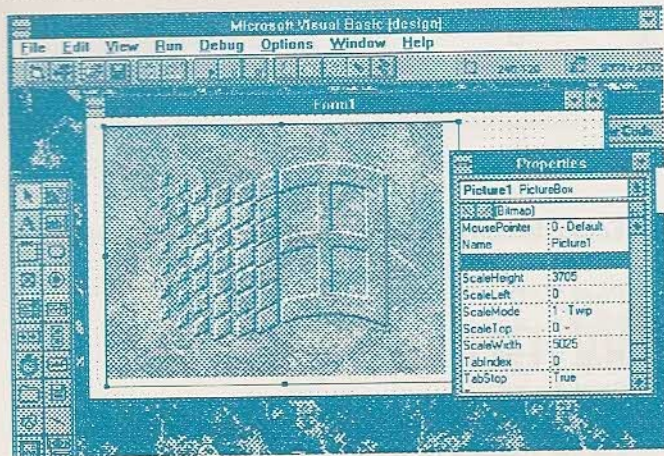 Microsoft Visual Basic [design]
File Edit View Run Debug Options Window Help
Form1
Code
Properties
Picture1 PictureBox
(Bitmap)
MousePointer 0 - Default
Name Picture1
ScaleHeight 3705
ScaleLeft 0
ScaleMode 1 - Twip
ScaleTop 0
ScaleWidth 5025
TabIndex 0
TabStop True